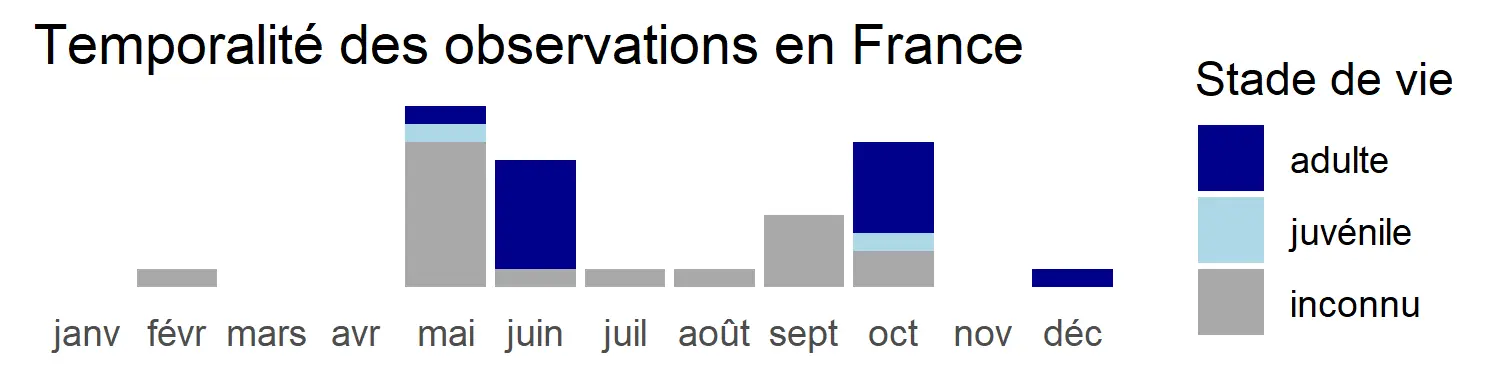 Temporalité des observations en France
Stade de vie
adulte
juvénile
inconnu
janv févr mars avr mai juin juil août sept oct nov déc